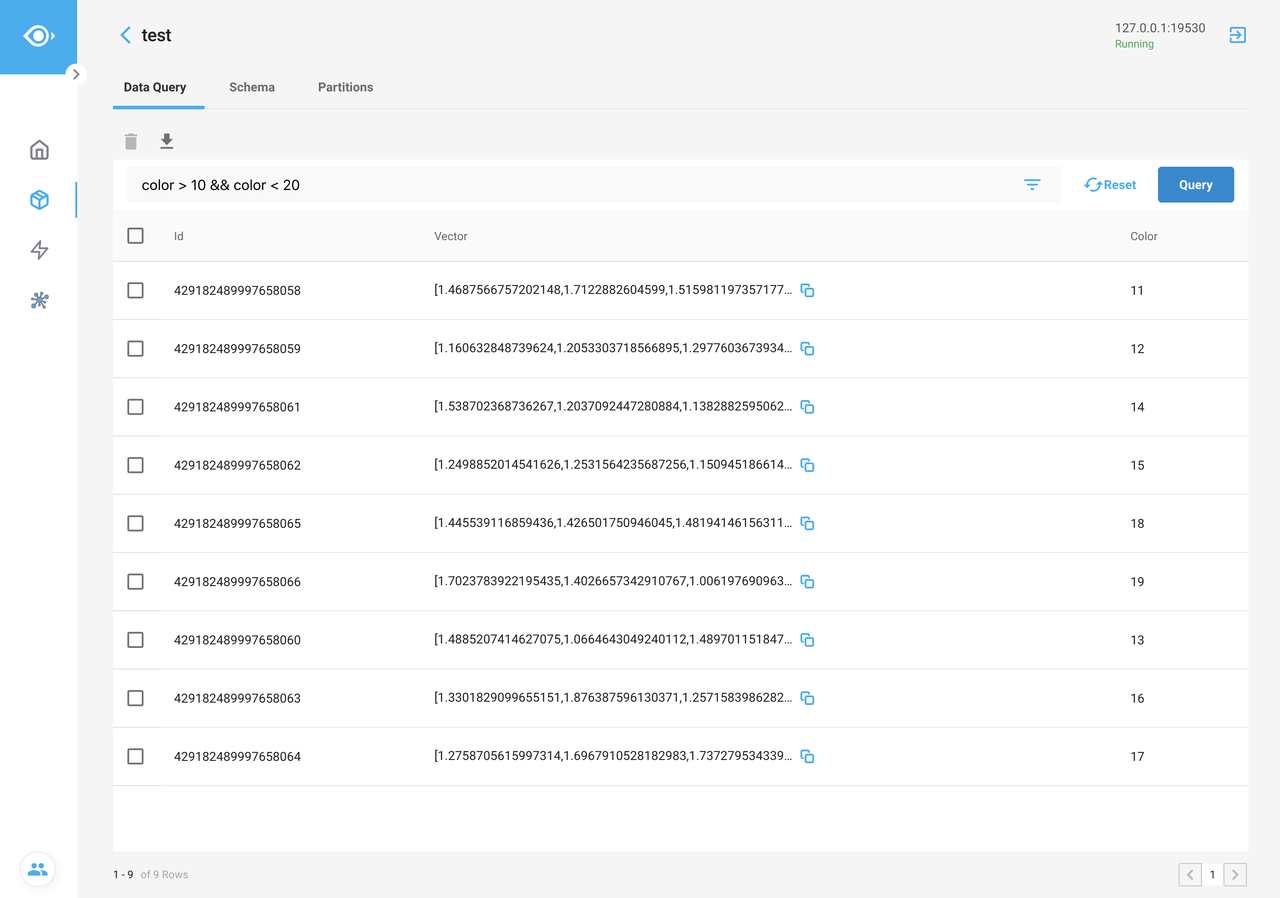 test
127.0.0.1:19530
Running
Data Query Schema Partitions
color > 10 && color < 20 Reset Query
Id Vector Color
429182489997658058 [1.4687566757202148,1.7122882604599,1.515981197357177... 11
429182489997658059 [1.160632848739624,1.2053303718566895,1.2977603673934... 12
429182489997658061 [1.538702368736267,1.2037092447280884,1.1382882595062... 14
429182489997658062 [1.2498852014541626,1.2531564235687256,1.150945186614... 15
429182489997658065 [1.445539116859436,1.426501750946045,1.48194146156311... 18
429182489997658066 [1.7023783922195435,1.4026657342910767,1.006197690963... 19
429182489997658060 [1.4885207414627075,1.0664643049240112,1.489701151847... 13
429182489997658063 [1.3301829099655151,1.876387596130371,1.2571583986282... 16
429182489997658064 [1.2758705615997314,1.6967910528182983,1.737279534339... 17
1 - 9 of 9 Rows 1